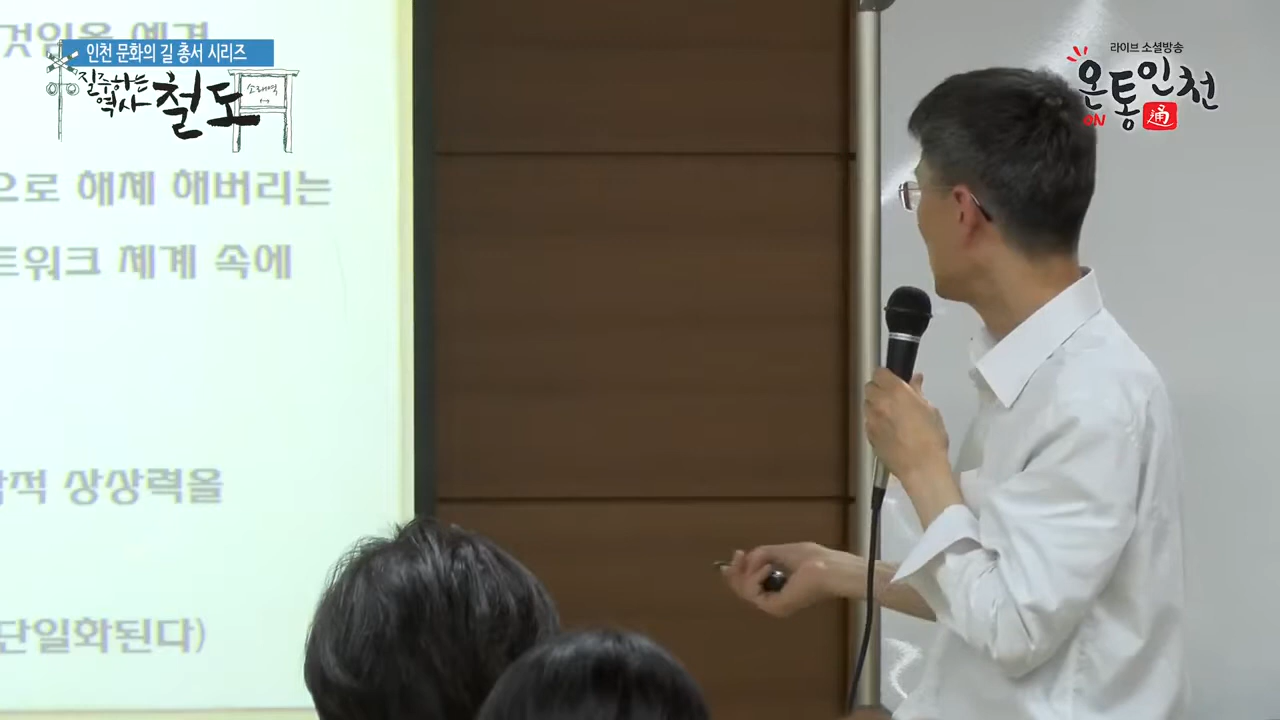 것임을 예견
인천 문화의 길 총서 시리즈
질주하는
역사 철도
소래역
라이브 소셜방송
온통인천
ON 通
으로 해체 해버리는
트워크 체계 속에
적 상상력을
단일화된다)